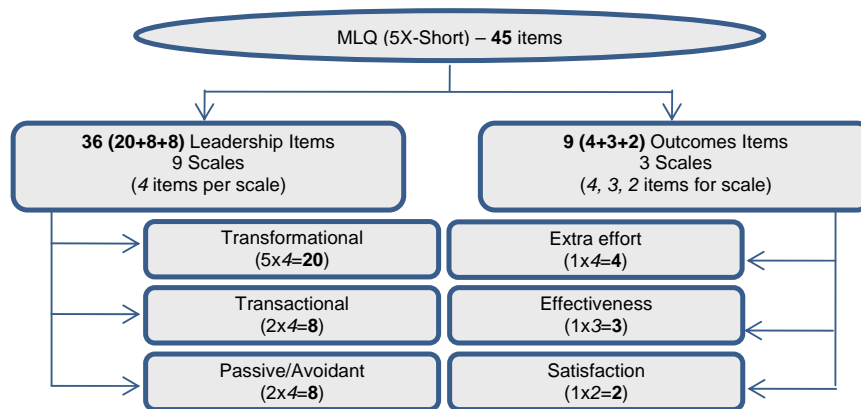 MLQ (5X-Short) – 45 items
36 (20+8+8) Leadership Items
9 Scales
(4 items per scale)
9 (4+3+2) Outcomes Items
3 Scales
(4, 3, 2 items for scale)
Transformational
(5x4=20)
Extra effort
(1x4=4)
Transactional
(2x4=8)
Effectiveness
(1x3=3)
Passive/Avoidant
(2x4=8)
Satisfaction
(1x2=2)